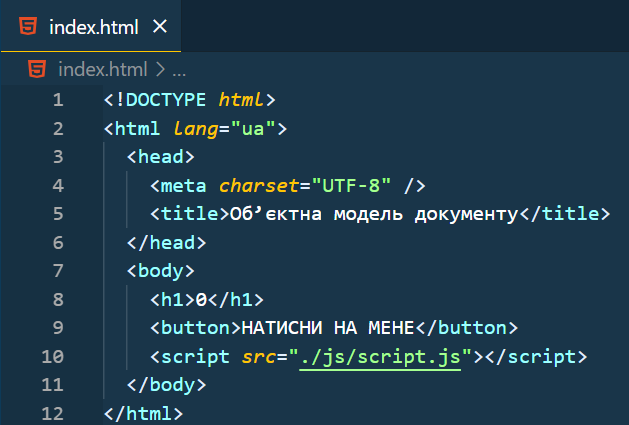 index.html ×
index.html > ...
1 <!DOCTYPE html>
2 <html lang="ua">
3 <head>
4 <meta charset="UTF-8" />
5 <title>Об’єктна модель документу</title>
6 </head>
7 <body>
8 <h1>0</h1>
9 <button>НАТИСНИ НА МЕНЕ</button>
10 <script src="./js/script.js"></script>
11 </body>
12 </html>